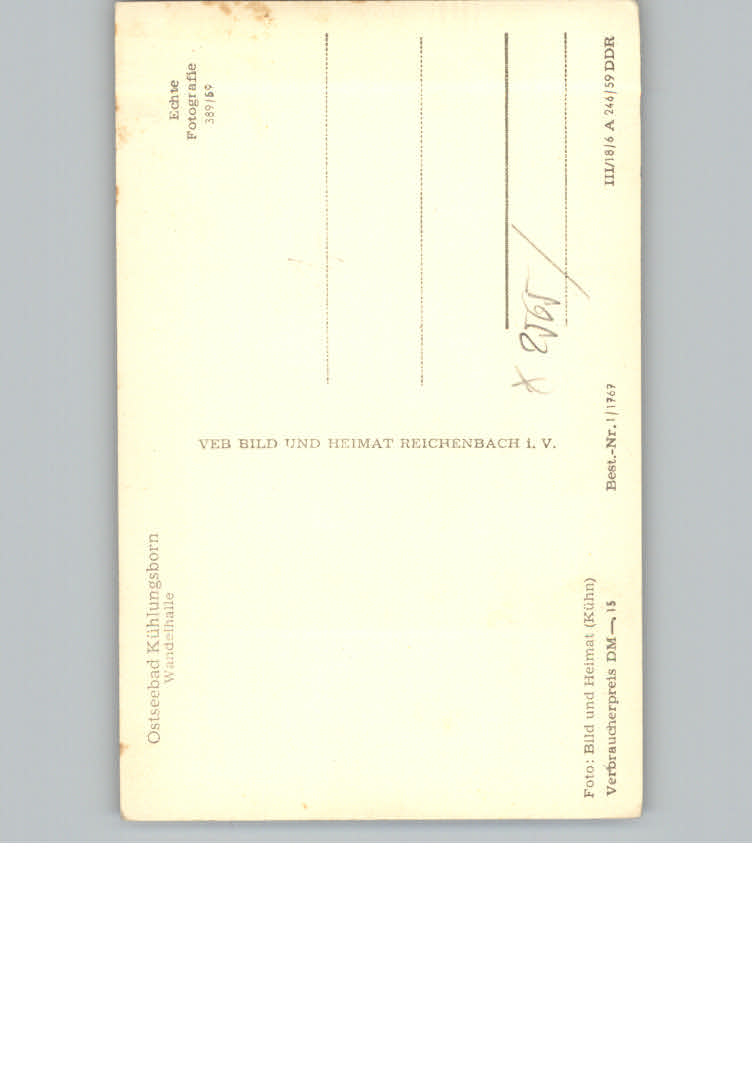 Ostseebad Kühlungsborn
Wandelhalle
Echte
Fotografie
389/59
VEB BILD UND HEIMAT REICHENBACH i. V.
Foto: Bild und Heimat (Kühn)
Verbraucherpreis DM —,15
Best.-Nr. 1/1767
III/18/6 A 246/59 DDR